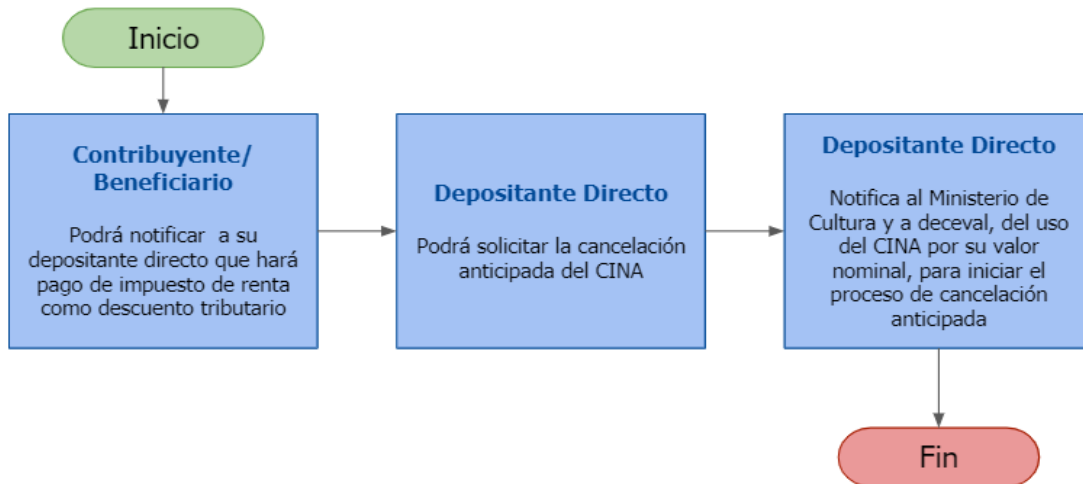 Inicio
Contribuyente/
Beneficiario
Podrá notificar a su
depositante directo que hará
pago de impuesto de renta
como descuento tributario
Depositante Directo
Podrá solicitar la cancelación
anticipada del CINA
Depositante Directo
Notifica al Ministerio de
Cultura y a deceval, del uso
del CINA por su valor
nominal, para iniciar el
proceso de cancelación
anticipada
Fin